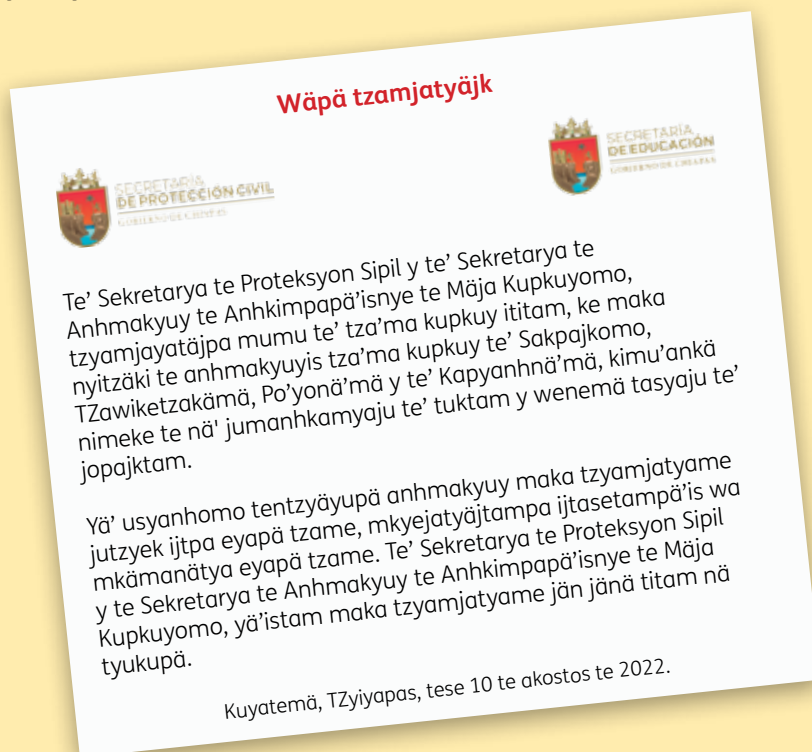 Wäpä tzamjatyäjk
SECRETARÍA
DE EDUCACIÓN
GOBIERNO DE CHIAPAS
SECRETARÍA
DE PROTECCIÓN CIVIL
GOBIERNO DE CHIAPAS
Te’ Sekretarya te Proteksyon Sipil y te’ Sekretarya te
Anhmakyuy te Anhkimpapä’isnye te Mäja Kupkuyomo,
tzyamjayatäjpa mumu te’ tza’ma kupkuy ititam, ke maka
nyitzäki te anhmakyuyis tza’ma kupkuy te’ Sakpajkomo,
TZawiketzakämä, Po’yonä’mä y te’ Kapyanhnä’mä, kimu’ankä
nimeke te nä' jumanhkamyaju te’ tuktam y wenemä tasyaju te’
jopajktam.
Yä’ usyanhomo tentzyäyupä anhmakyuy maka tzyamjatyame
jutzyek ijtpa eyapä tzame, mkyejatyäjtampa ijtasetampä’is wa
mkämanätya eyapä tzame. Te’ Sekretarya te Proteksyon Sipil
y te Sekretarya te Anhmakyuy te Anhkimpapä’isnye te Mäja
Kupkuyomo, yä’istam maka tzyamjatyame jän jänä titam nä
tyukupä.
Kuyatemä, TZyiyapas, tese 10 te akostos te 2022.